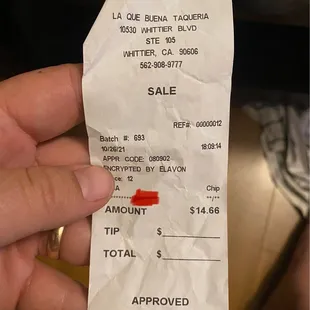 LA QUE BUENA TAQUERIA
10530 WHITTIER BLVD
STE 105
WHITTIER, CA. 90606
562-908-9777
SALE
REF#: 00000012
Batch #: 693
10/26/21 18:09:14
APPR CODE: 080902
ENCRYPTED BY ELAVON
12
A Chip
**/**
AMOUNT $14.66
TIP $
TOTAL $
APPROVED